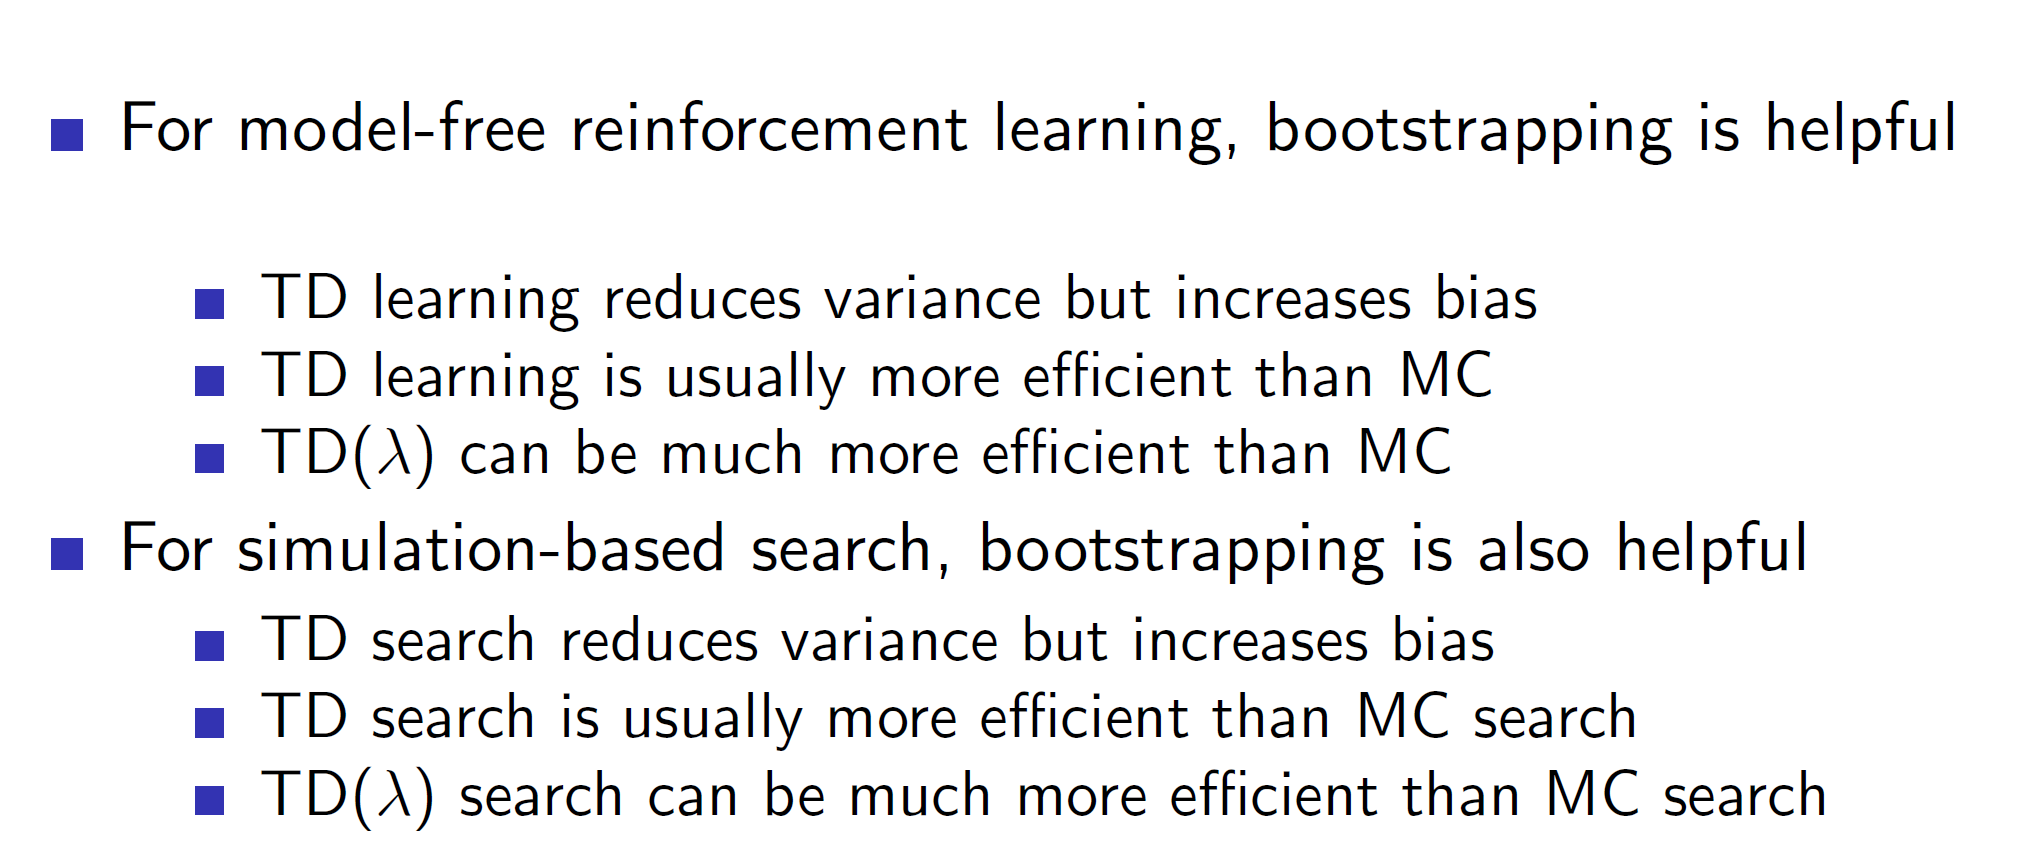 For model-free reinforcement learning, bootstrapping is helpful
TD learning reduces variance but increases bias
TD learning is usually more efficient than MC
TD(λ) can be much more efficient than MC
For simulation-based search, bootstrapping is also helpful
TD search reduces variance but increases bias
TD search is usually more efficient than MC search
TD(λ) search can be much more efficient than MC search